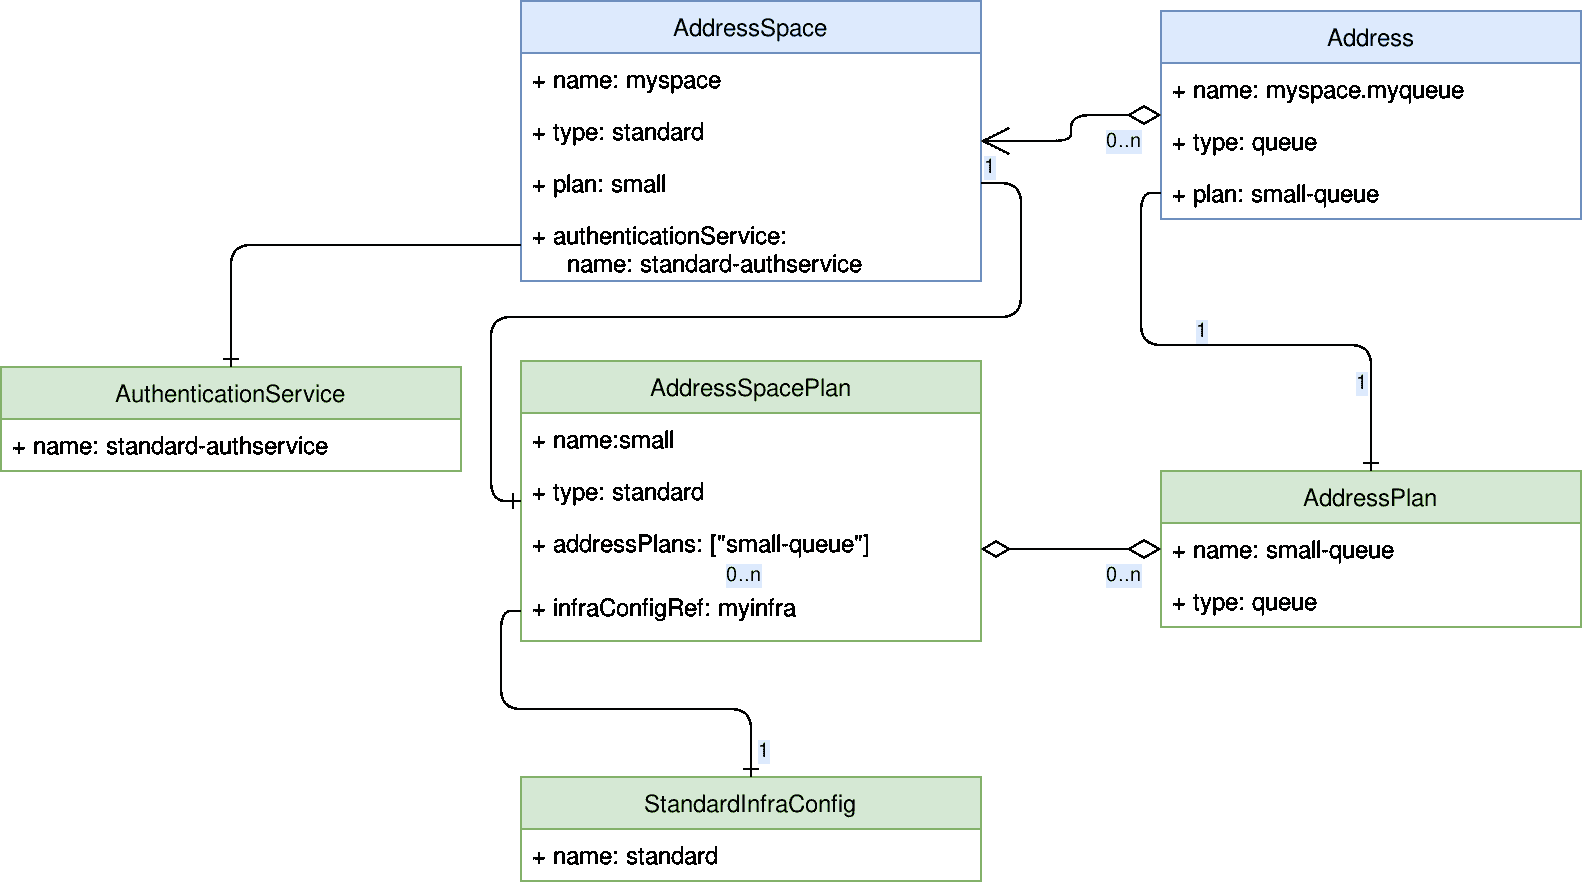 AddressSpace
+ name: myspace
+ type: standard
+ plan: small
+ authenticationService:
name: standard-authservice
Address
+ name: myspace.myqueue
+ type: queue
+ plan: small-queue
0..n
1
1
1
AuthenticationService
+ name: standard-authservice
AddressSpacePlan
+ name:small
+ type: standard
+ addressPlans: ["small-queue"]
0..n
+ infraConfigRef: myinfra
0..n
AddressPlan
+ name: small-queue
+ type: queue
1
StandardInfraConfig
+ name: standard